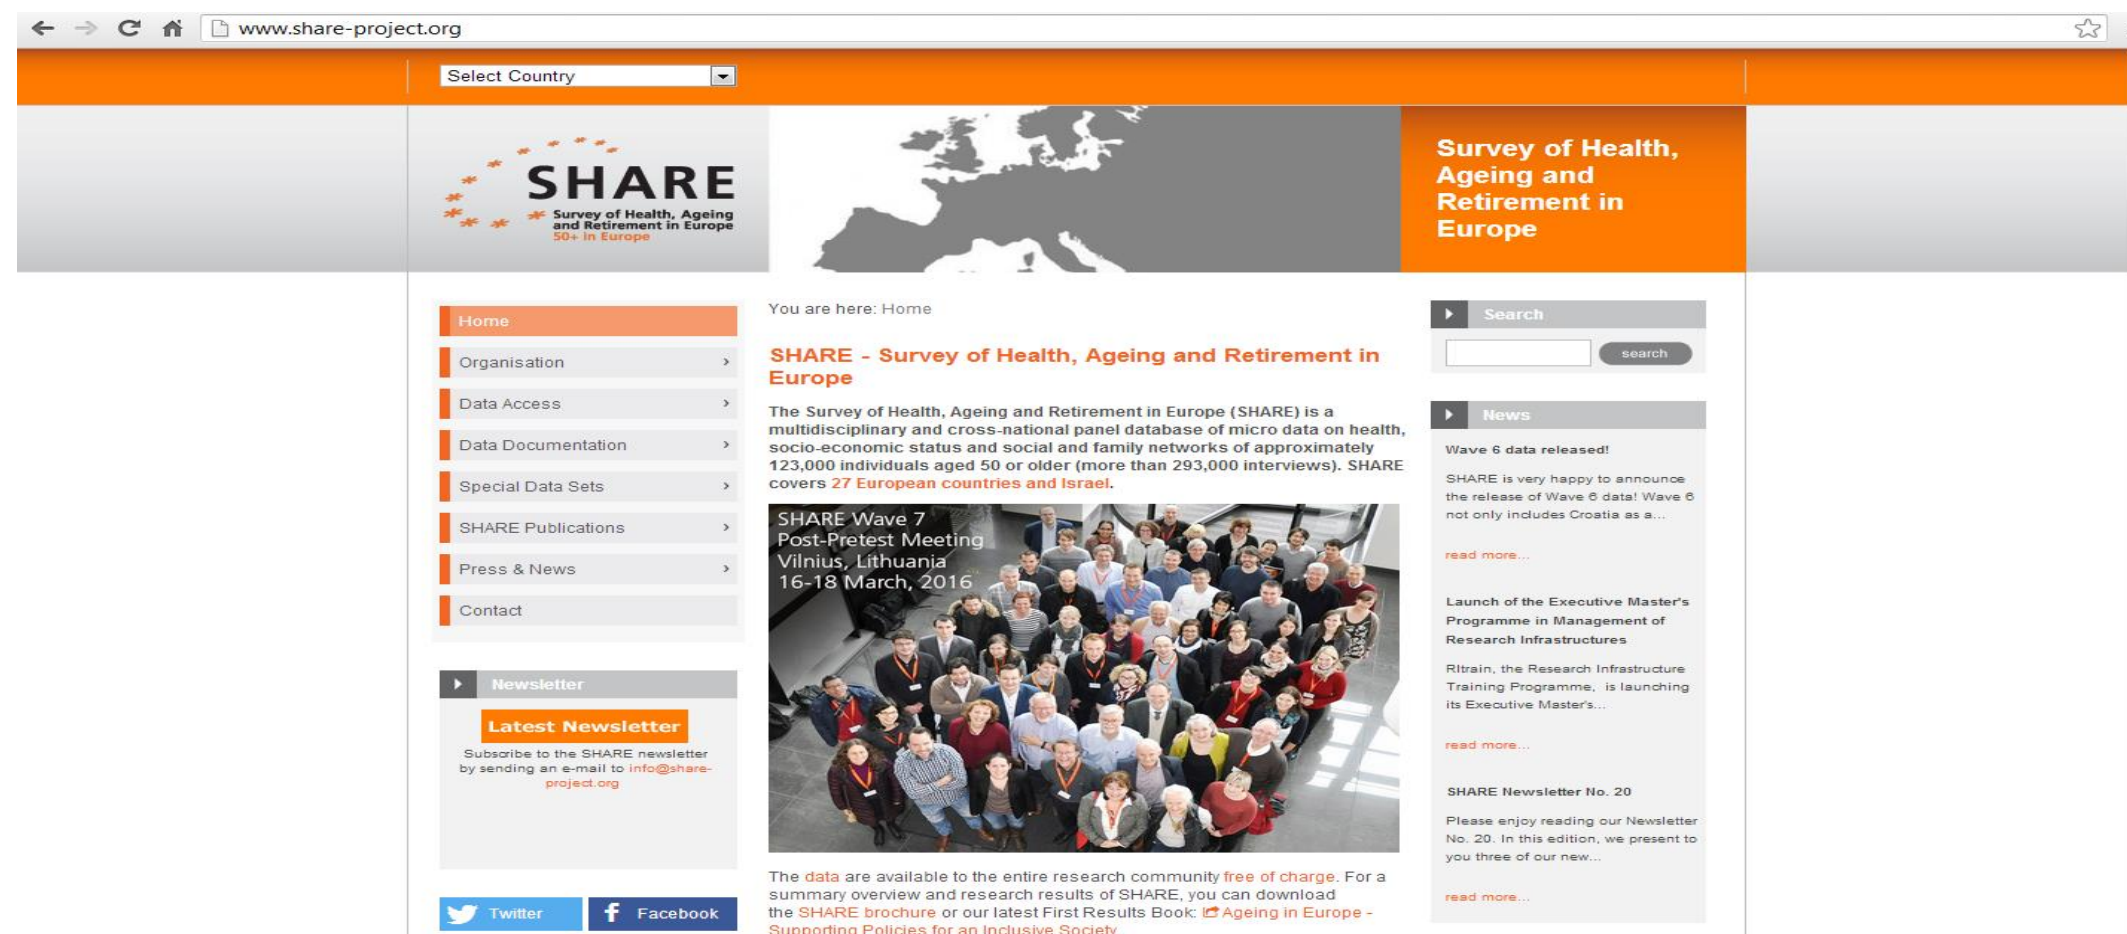 www.share-project.org
Select Country
SHARE
Survey of Health, Ageing
and Retirement in Europe
50+ in Europe
Survey of Health,
Ageing and
Retirement in
Europe
Home
Organisation
Data Access
Data Documentation
Special Data Sets
SHARE Publications
Press & News
Contact
Newsletter
Latest Newsletter
Subscribe to the SHARE newsletter
by sending an e-mail to info@share-
project.org
Twitter
Facebook
You are here: Home
SHARE - Survey of Health, Ageing and Retirement in
Europe
The Survey of Health, Ageing and Retirement in Europe (SHARE) is a
multidisciplinary and cross-national panel database of micro data on health,
socio-economic status and social and family networks of approximately
123,000 individuals aged 50 or older (more than 293,000 interviews). SHARE
covers 27 European countries and Israel.
SHARE Wave 7
Post-Pretest Meeting
Vilnius, Lithuania
16-18 March, 2016
The data are available to the entire research community free of charge. For a
summary overview and research results of SHARE, you can download
the SHARE brochure or our latest First Results Book: Ageing in Europe -
Supporting Policies for an Inclusive Society
Search
search
News
Wave 6 data released!
SHARE is very happy to announce
the release of Wave 6 data! Wave 6
not only includes Croatia as a...
read more...
Launch of the Executive Master's
Programme in Management of
Research Infrastructures
RItrain, the Research Infrastructure
Training Programme, is launching
its Executive Master's...
read more...
SHARE Newsletter No. 20
Please enjoy reading our Newsletter
No. 20. In this edition, we present to
you three of our new...
read more...